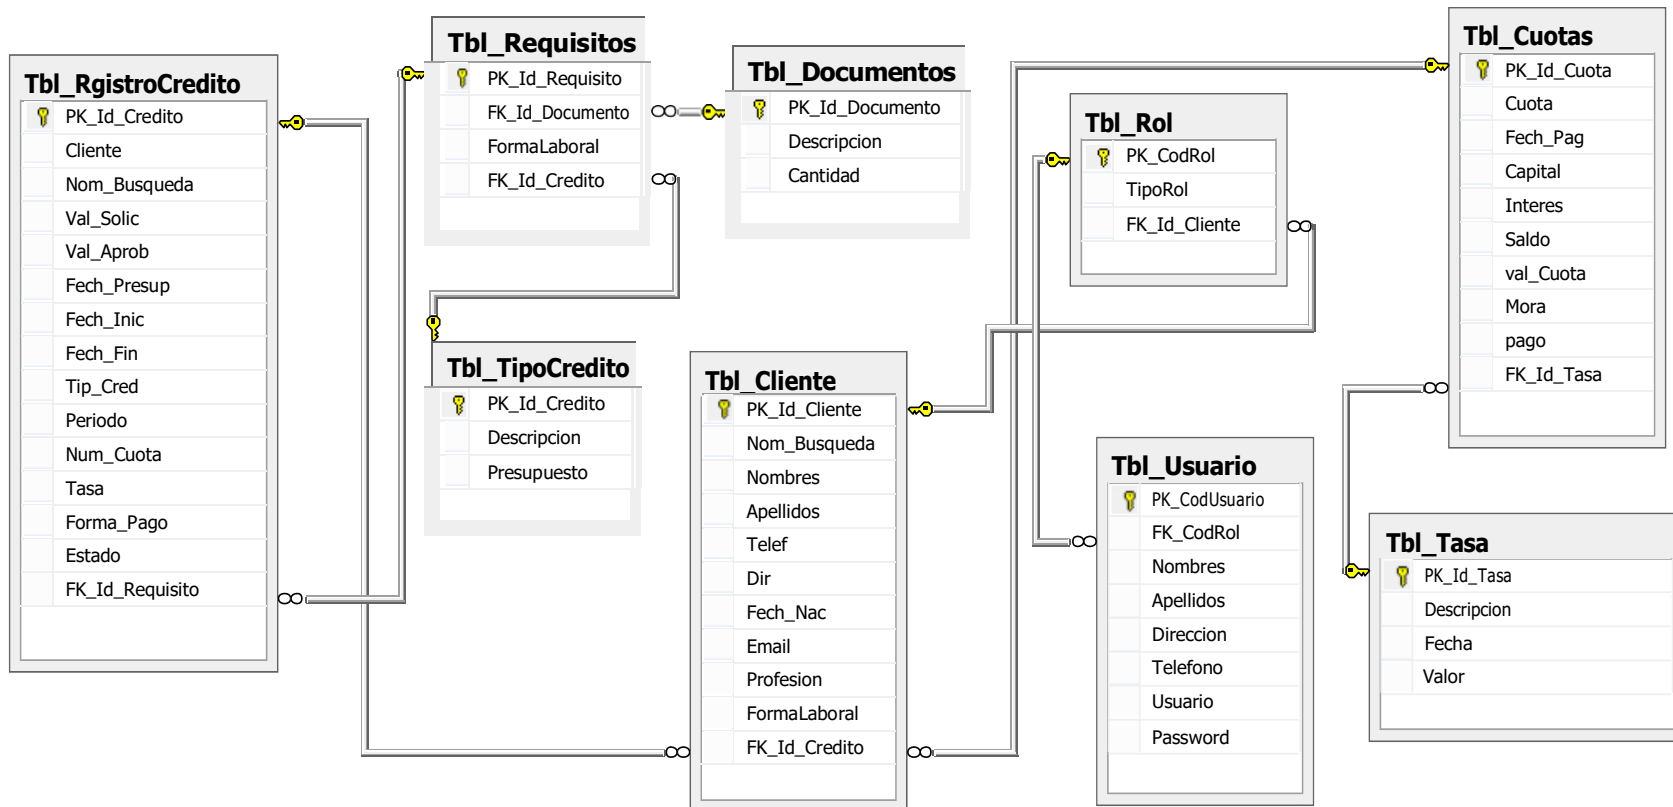 Tbl_RgistroCredito
PK_Id_Credito
Cliente
Nom_Busqueda
Val_Solic
Val_Aprob
Fech_Presup
Fech_Inic
Fech_Fin
Tip_Cred
Periodo
Num_Cuota
Tasa
Forma_Pago
Estado
FK_Id_Requisito
Tbl_Requisitos
PK_Id_Requisito
FK_Id_Documento
FormaLaboral
FK_Id_Credito
Tbl_Documentos
PK_Id_Documento
Descripcion
Cantidad
Tbl_TipoCredito
PK_Id_Credito
Descripcion
Presupuesto
Tbl_Cliente
PK_Id_Cliente
Nom_Busqueda
Nombres
Apellidos
Telef
Dir
Fech_Nac
Email
Profesion
FormaLaboral
FK_Id_Credito
Tbl_Rol
PK_CodRol
TipoRol
FK_Id_Cliente
Tbl_Usuario
PK_CodUsuario
FK_CodRol
Nombres
Apellidos
Direccion
Telefono
Usuario
Password
Tbl_Cuotas
PK_Id_Cuota
Cuota
Fech_Pag
Capital
Interes
Saldo
val_Cuota
Mora
pago
FK_Id_Tasa
Tbl_Tasa
PK_Id_Tasa
Descripcion
Fecha
Valor